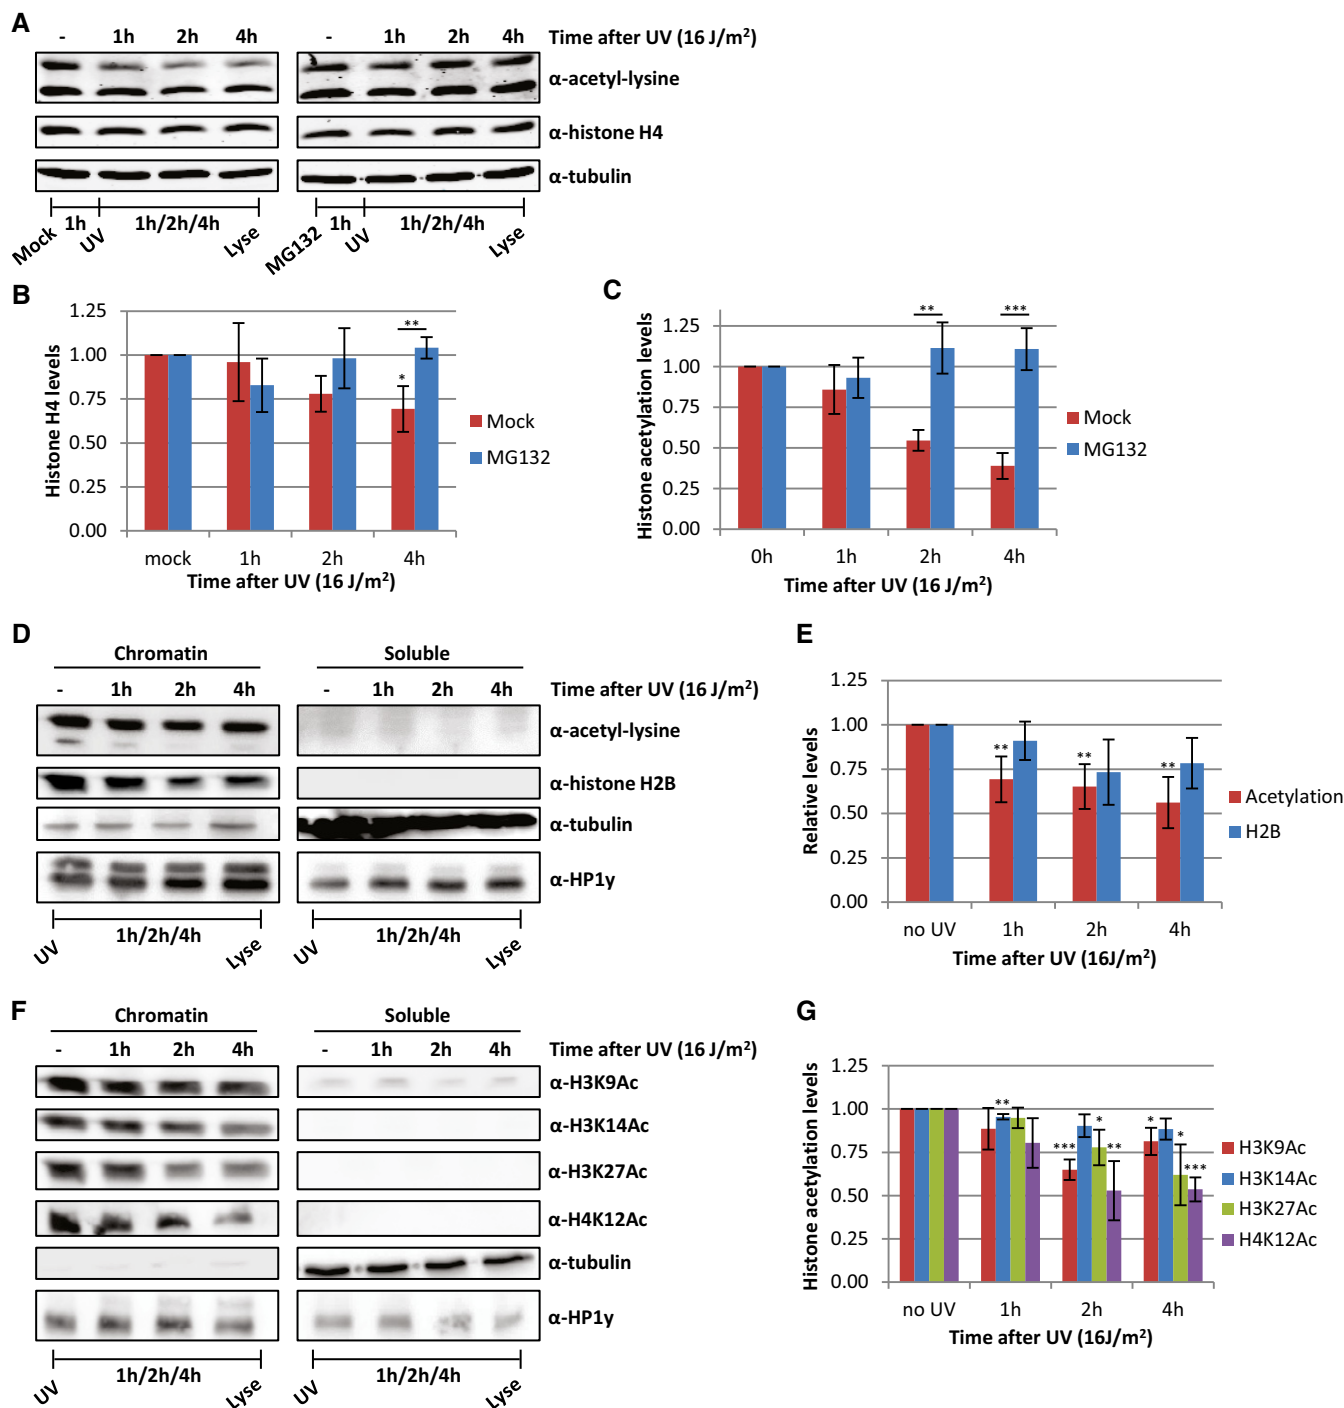 A
- 1h 2h 4h - 1h 2h 4h Time after UV (16 J/m²)
α-acetyl-lysine
α-histone H4
α-tubulin
Mock 1h UV 1h/2h/4h Lyse MG132 1h UV 1h/2h/4h Lyse
B
1.25
1.00
0.75
0.50
0.25
0.00
Histone H4 levels
**
*
mock 1h 2h 4h
Time after UV (16 J/m²)
Mock
MG132
C
1.25
1.00
0.75
0.50
0.25
0.00
Histone acetylation levels
** ***
0h 1h 2h 4h
Time after UV (16 J/m²)
Mock
MG132
D
Chromatin Soluble
- 1h 2h 4h - 1h 2h 4h Time after UV (16 J/m²)
α-acetyl-lysine
α-histone H2B
α-tubulin
α-HP1y
UV 1h/2h/4h Lyse UV 1h/2h/4h Lyse
E
1.25
1.00
0.75
0.50
0.25
0.00
Relative levels
** ** **
no UV 1h 2h 4h
Time after UV (16J/m²)
Acetylation
H2B
F
Chromatin Soluble
- 1h 2h 4h - 1h 2h 4h Time after UV (16 J/m²)
α-H3K9Ac
α-H3K14Ac
α-H3K27Ac
α-H4K12Ac
α-tubulin
α-HP1y
UV 1h/2h/4h Lyse UV 1h/2h/4h Lyse
G
1.25
1.00
0.75
0.50
0.25
0.00
Histone acetylation levels
** *** * ** * * ***
no UV 1h 2h 4h
Time after UV (16J/m²)
H3K9Ac
H3K14Ac
H3K27Ac
H4K12Ac